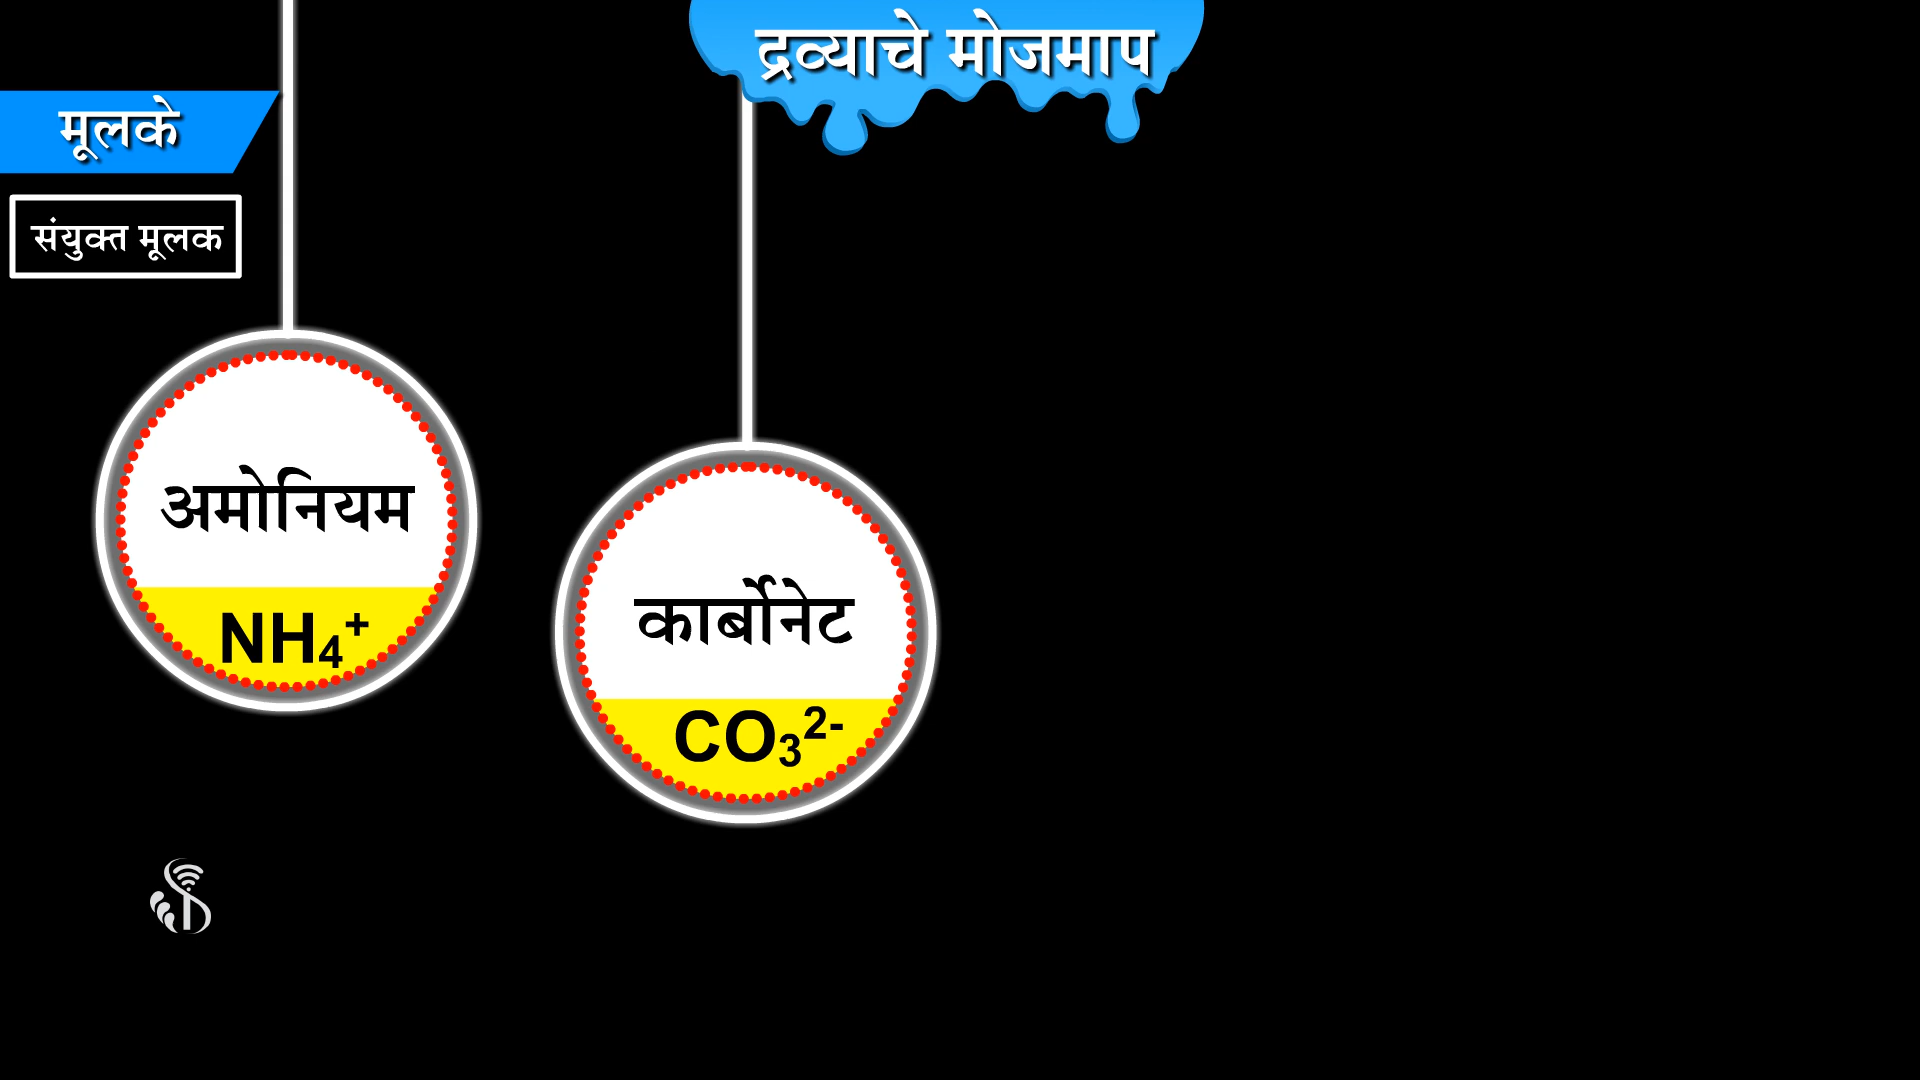 द्रव्याचे मोजमाप
मूलके
संयुक्त मूलक
अमोनियम
NH₄⁺
कार्बोनेट
CO₃²⁻